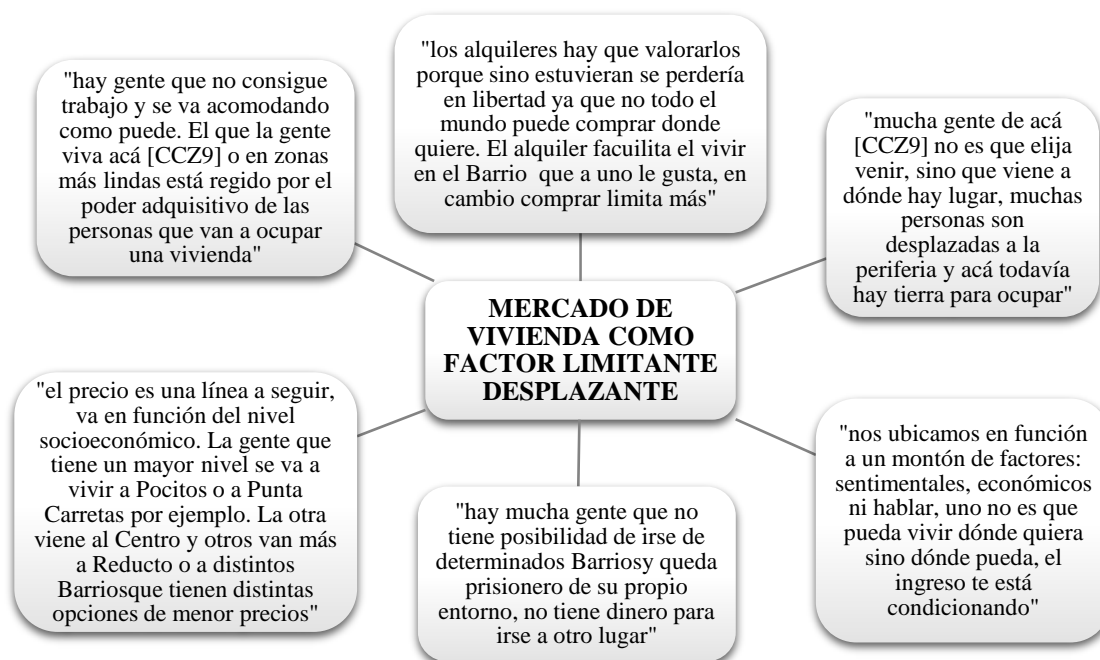 "hay gente que no consigue
trabajo y se va acomodando
como puede. El que la gente
viva acá [CCZ9] o en zonas
más lindas está regido por el
poder adquisitivo de las
personas que van a ocupar
una vivienda"
"los alquileres hay que valorarlos
porque sino estuvieran se perdería
en libertad ya que no todo el
mundo puede comprar donde
quiere. El alquiler facuilita el vivir
en el Barrio que a uno le gusta, en
cambio comprar limita más"
"mucha gente de acá
[CCZ9] no es que elija
venir, sino que viene a
dónde hay lugar, muchas
personas son
desplazadas a la
periferia y acá todavía
hay tierra para ocupar"
MERCADO DE
VIVIENDA COMO
FACTOR LIMITANTE
DESPLAZANTE
"el precio es una línea a seguir,
va en función del nivel
socioeconómico. La gente que
tiene un mayor nivel se va a
vivir a Pocitos o a Punta
Carretas por ejemplo. La otra
viene al Centro y otros van más
a Reducto o a distintos
Barriosque tienen distintas
opciones de menor precios"
"hay mucha gente que no
tiene posibilidad de irse de
determinados Barriosy queda
prisionero de su propio
entorno, no tiene dinero para
irse a otro lugar"
"nos ubicamos en función
a un montón de factores:
sentimentales, económicos
ni hablar, uno no es que
pueda vivir dónde quiera
sino dónde pueda, el
ingreso te está
condicionando"